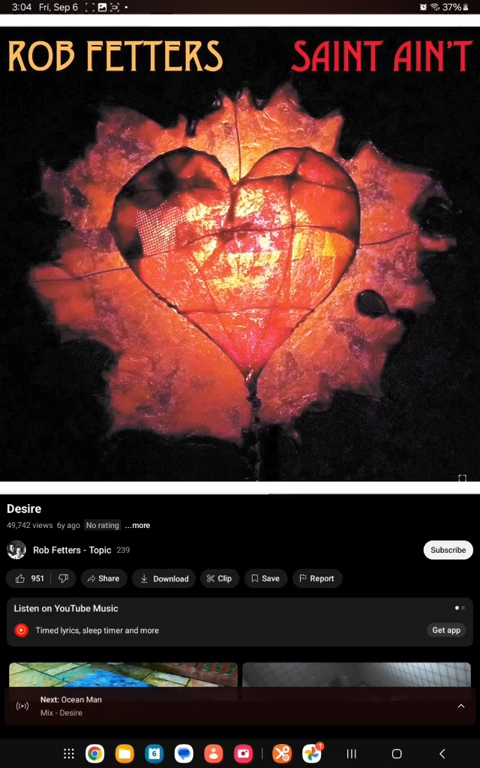 3:04 Fri, Sep 6
37%
ROB FETTERS SAINT AIN'T
Desire
49,742 views 6y ago No rating ...more
Rob Fetters - Topic 239
Subscribe
951 Share Download Clip Save Report
Listen on YouTube Music
Timed lyrics, sleep timer and more
Get app
Next: Ocean Man
Mix - Desire
6